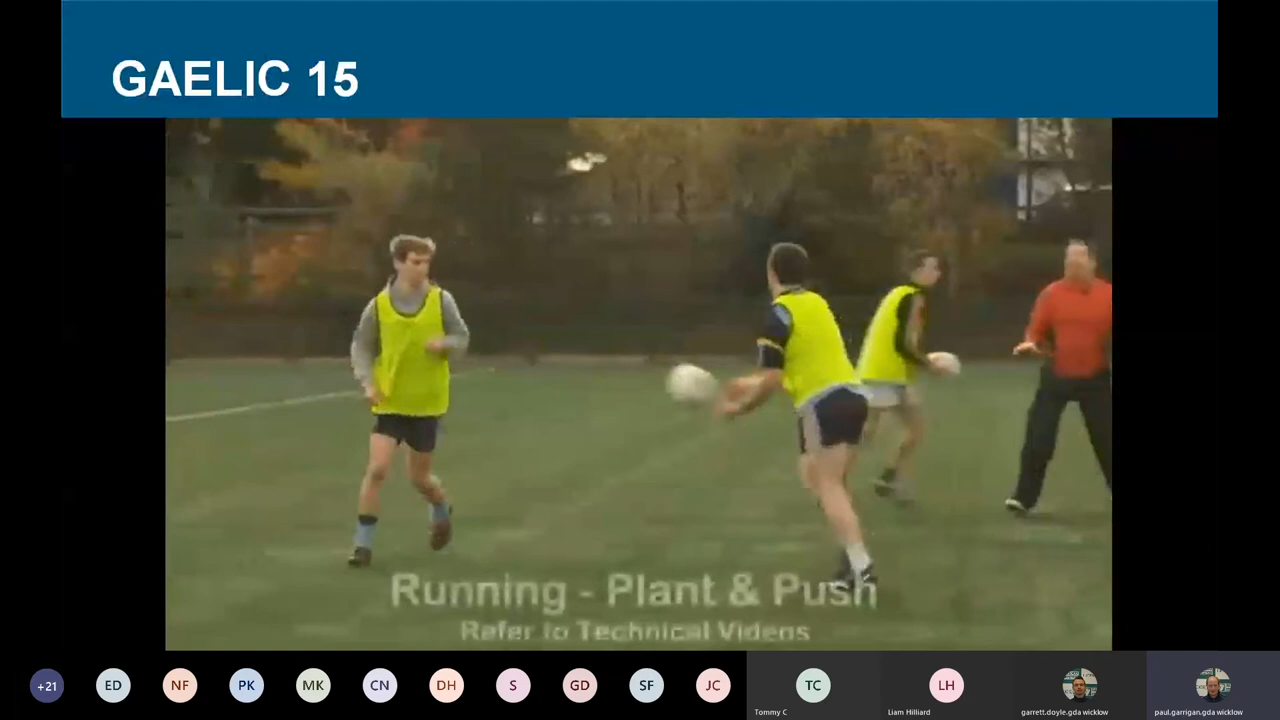 GAELIC 15
Running - Plant & Push
Refer to Technical Videos
+21
ED
NF
PK
MK
CN
DH
S
GD
SF
JC
TC
LH
Tommy C
Liam Hilliard
garrett.doyle.gda wicklow
paul.garrigan.gda wicklow